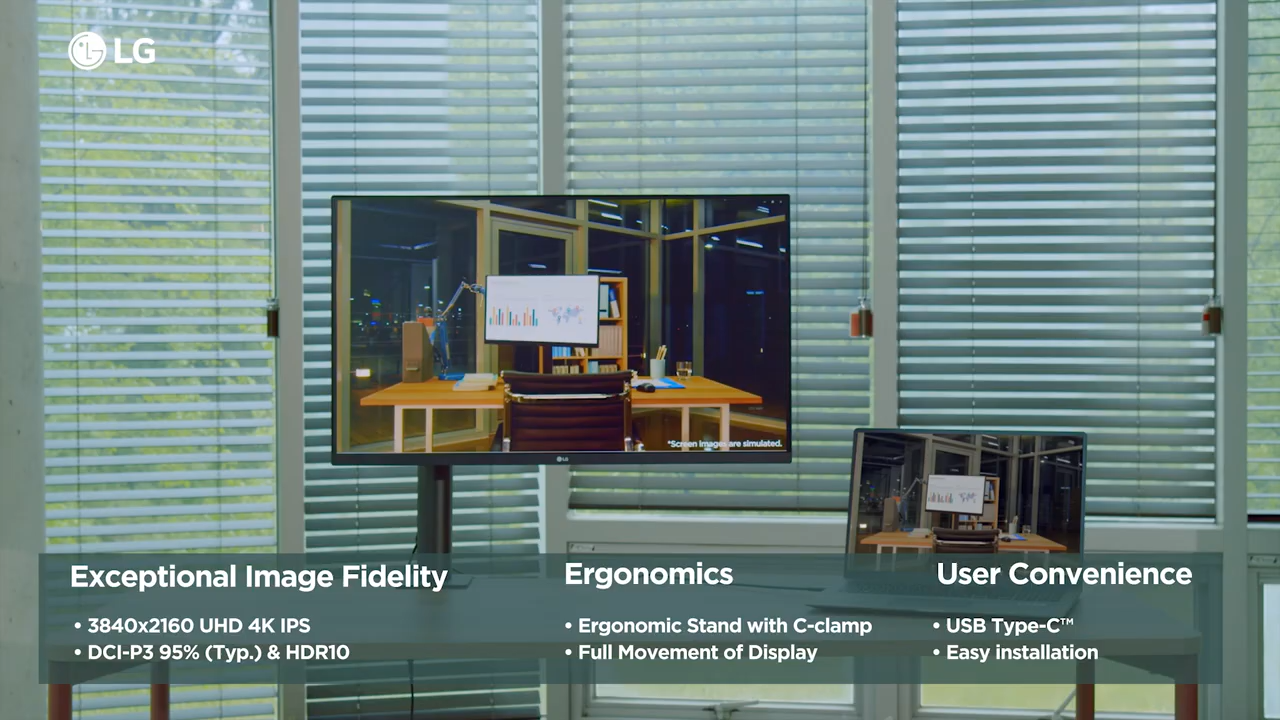 LG
*Screen images are simulated.
LG
Exceptional Image Fidelity
• 3840x2160 UHD 4K IPS
• DCI-P3 95% (Typ.) & HDR10
Ergonomics
• Ergonomic Stand with C-clamp
• Full Movement of Display
User Convenience
• USB Type-C™
• Easy installation